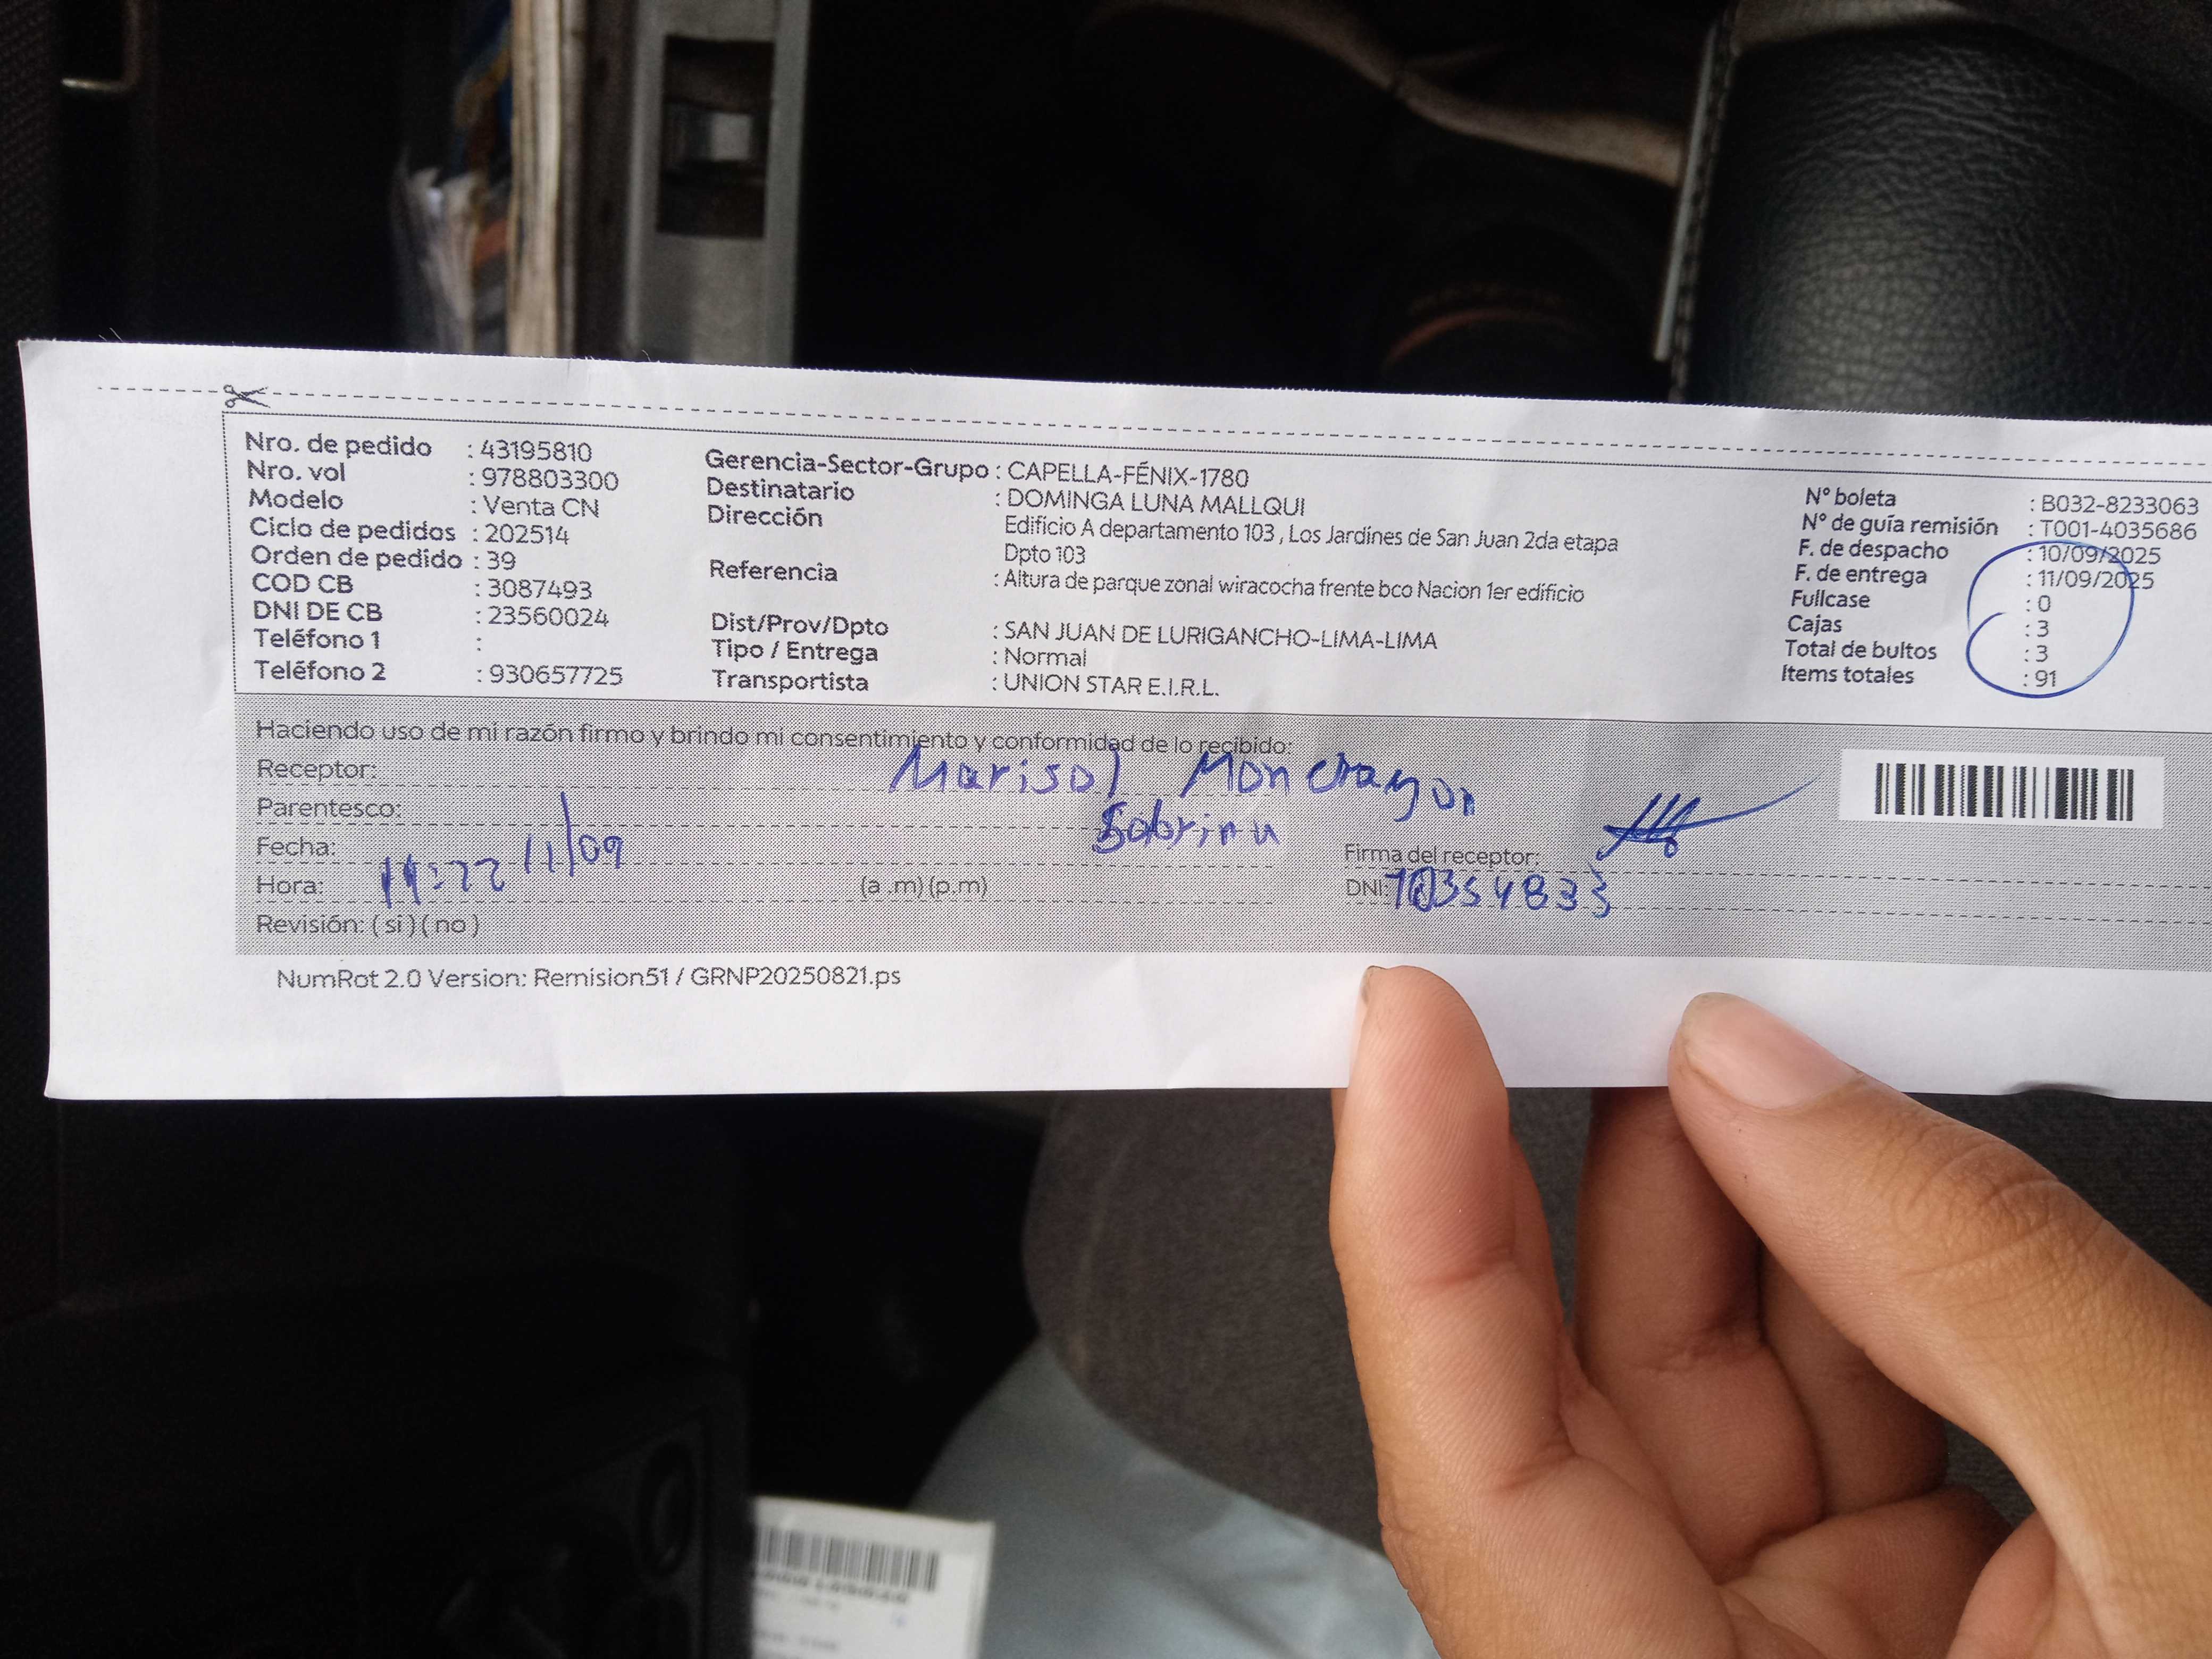 Nro. de pedido : 43195810
Nro. vol : 978803300
Modelo : Venta CN
Ciclo de pedidos : 202514
Orden de pedido : 39
COD CB : 3087493
DNI DE CB : 23560024
Teléfono 1 :
Teléfono 2 : 930657725
Gerencia-Sector-Grupo : CAPELLA-FÉNIX-1780
Destinatario : DOMINGA LUNA MALLQUI
Dirección Edificio A departamento 103 , Los Jardines de San Juan 2da etapa
Dpto 103
Referencia : Altura de parque zonal wiracocha frente bco Nacion 1er edificio
Dist/Prov/Dpto : SAN JUAN DE LURIGANCHO-LIMA-LIMA
Tipo / Entrega : Normal
Transportista : UNION STAR E.I.R.L.
N° boleta : B032-8233063
N° de guía remisión : T001-4035686
F. de despacho : 10/09/2025
F. de entrega : 11/09/2025
Fullcase : 0
Cajas : 3
Total de bultos : 3
Items totales : 91
Haciendo uso de mi razón firmo y brindo mi consentimiento y conformidad de lo recibido:
Receptor: Marisol
Parentesco: Sobrina
Fecha: 11/09
Hora: 11:22 (a .m) (p.m)
Revisión: ( si ) ( no )
Firma del receptor:
DNI:
NumRot 2.0 Version: Remision51 / GRNP20250821.ps